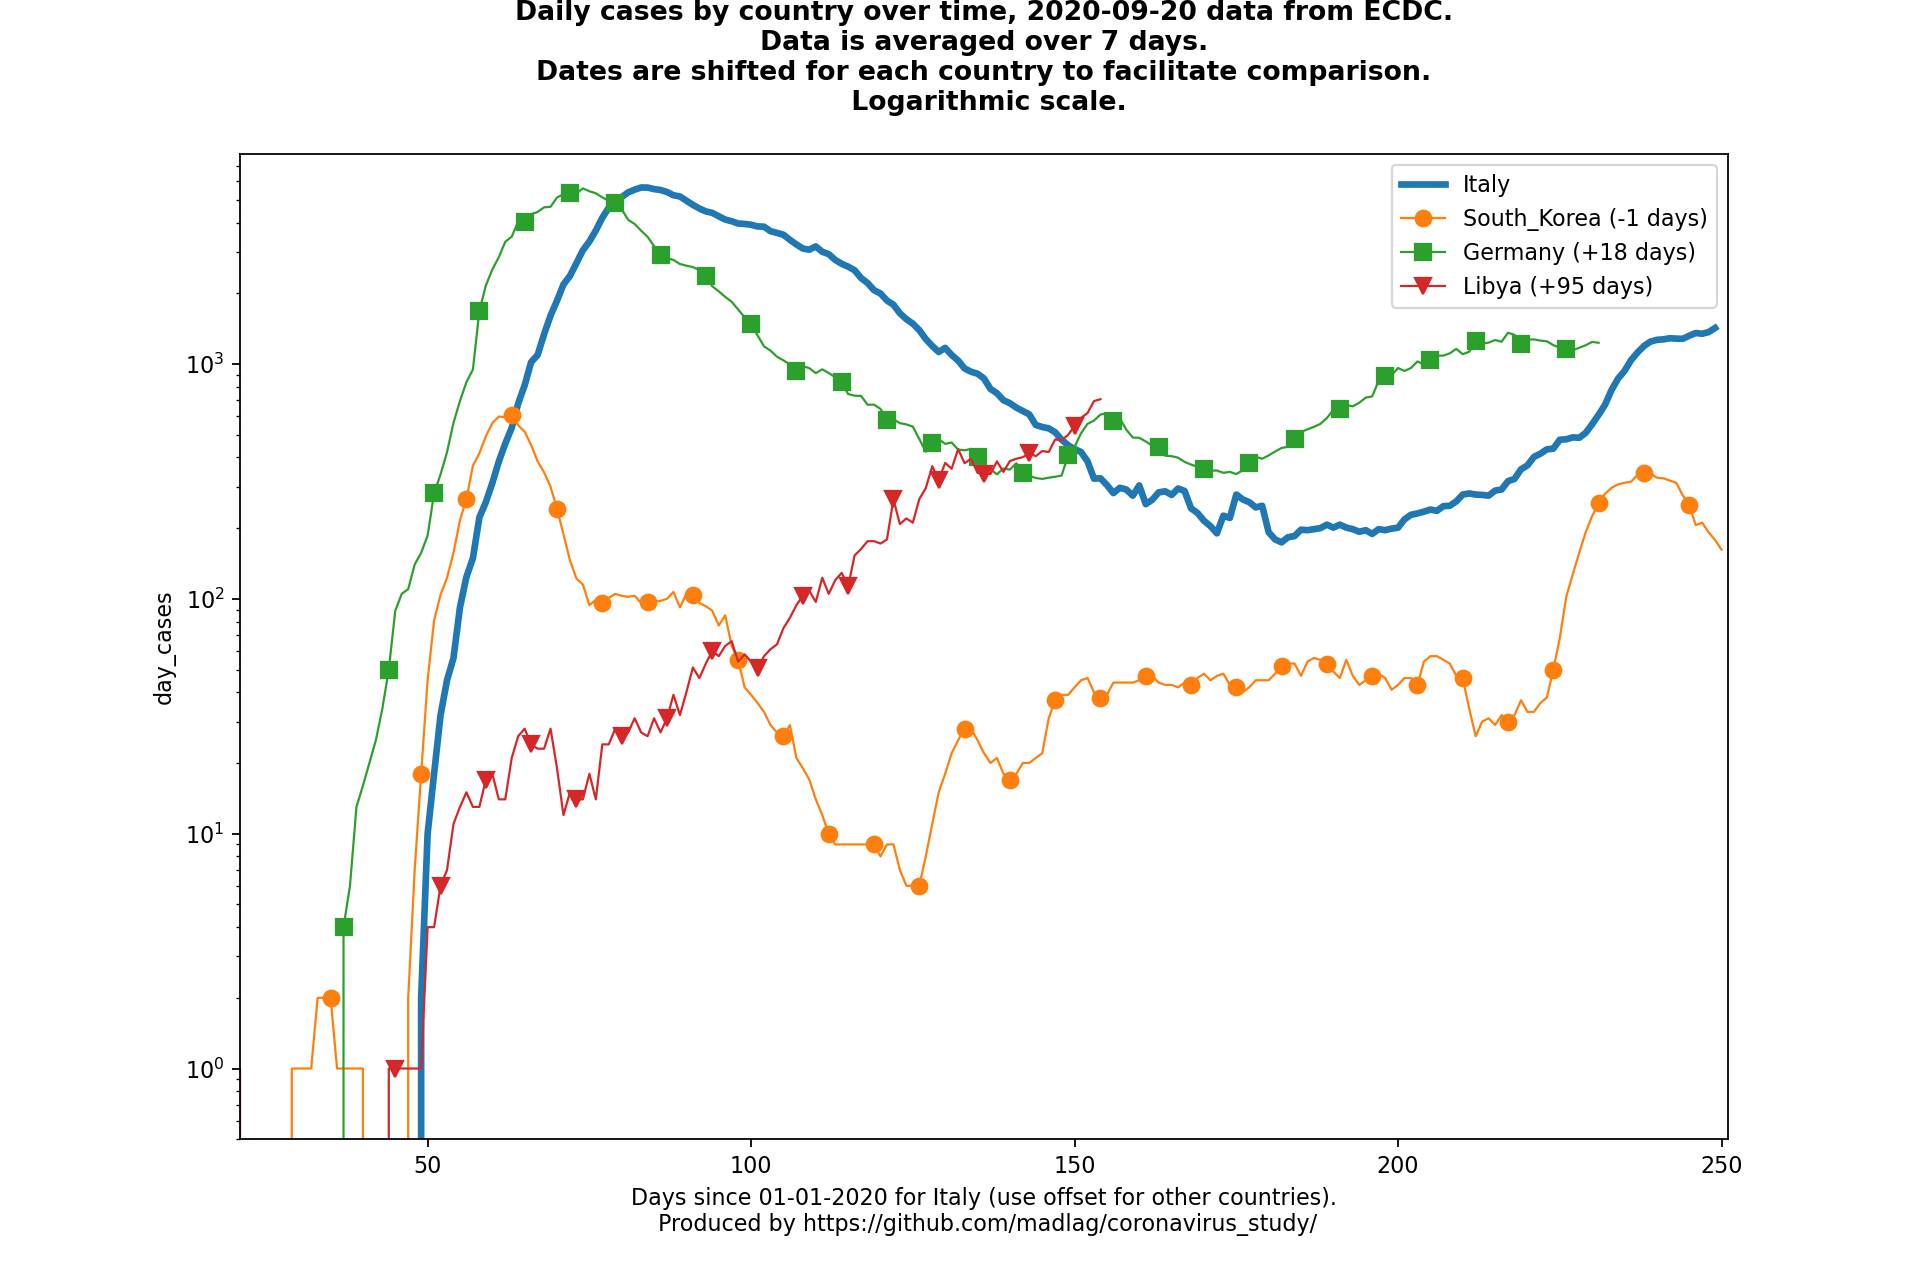 Daily cases by country over time, 2020-09-20 data from ECDC.
Data is averaged over 7 days.
Dates are shifted for each country to facilitate comparison.
Logarithmic scale.
Italy
South_Korea (-1 days)
Germany (+18 days)
Libya (+95 days)
day_cases
10³
10²
10¹
10⁰
50
100
150
200
250
Days since 01-01-2020 for Italy (use offset for other countries).
Produced by https://github.com/madlag/coronavirus_study/